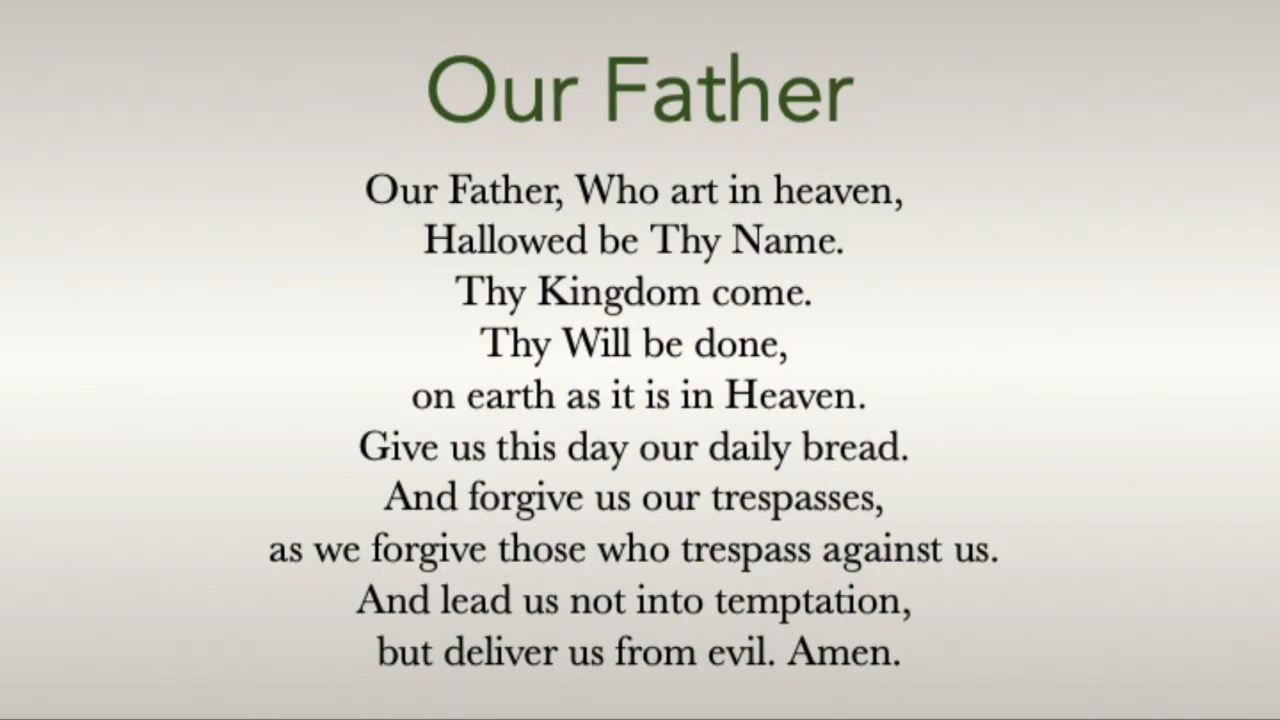 Our Father
Our Father, Who art in heaven,
Hallowed be Thy Name.
Thy Kingdom come.
Thy Will be done,
on earth as it is in Heaven.
Give us this day our daily bread.
And forgive us our trespasses,
as we forgive those who trespass against us.
And lead us not into temptation,
but deliver us from evil. Amen.